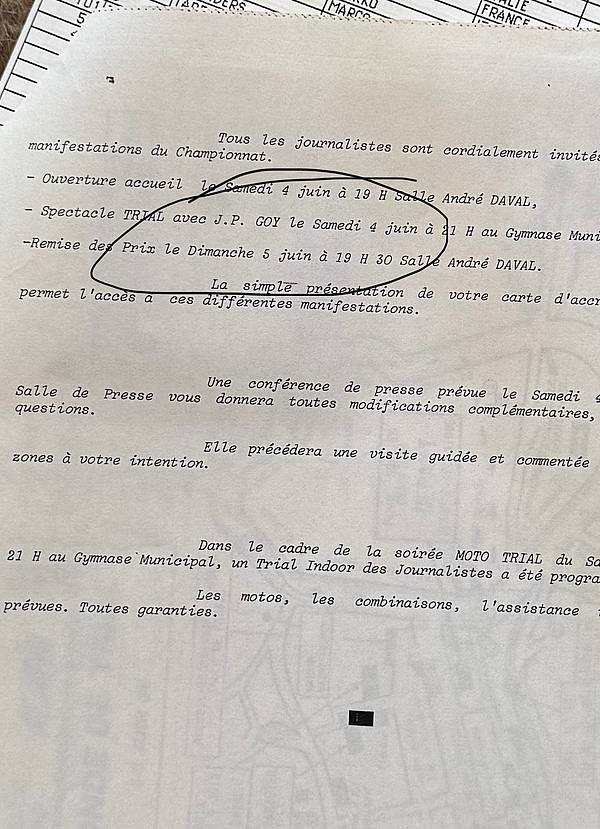 DERS
MARCO
FRANCE
Tous les journalistes sont cordialement invités
manifestations du Championnat.
- Ouverture accueil le Samedi 4 juin à 19 H Salle André DAVAL,
- Spectacle TRIAL avec J.P. GOY le Samedi 4 juin à 21 H au Gymnase Muni
-Remise des Prix le Dimanche 5 juin à 19 H 30 Salle André DAVAL.
La simple présentation de votre carte d'accr
permet l'accès à ces différentes manifestations.
Une conférence de presse prévue le Samedi 4
Salle de Presse vous donnera toutes modifications complémentaires,
questions.
Elle précédera une visite guidée et commentée
zones à votre intention.
Dans le cadre de la soirée MOTO TRIAL du Sa
21 H au Gymnase Municipal, un Trial Indoor des Journalistes a été progra
Les motos, les combinaisons, l'assistance
prévues. Toutes garanties.